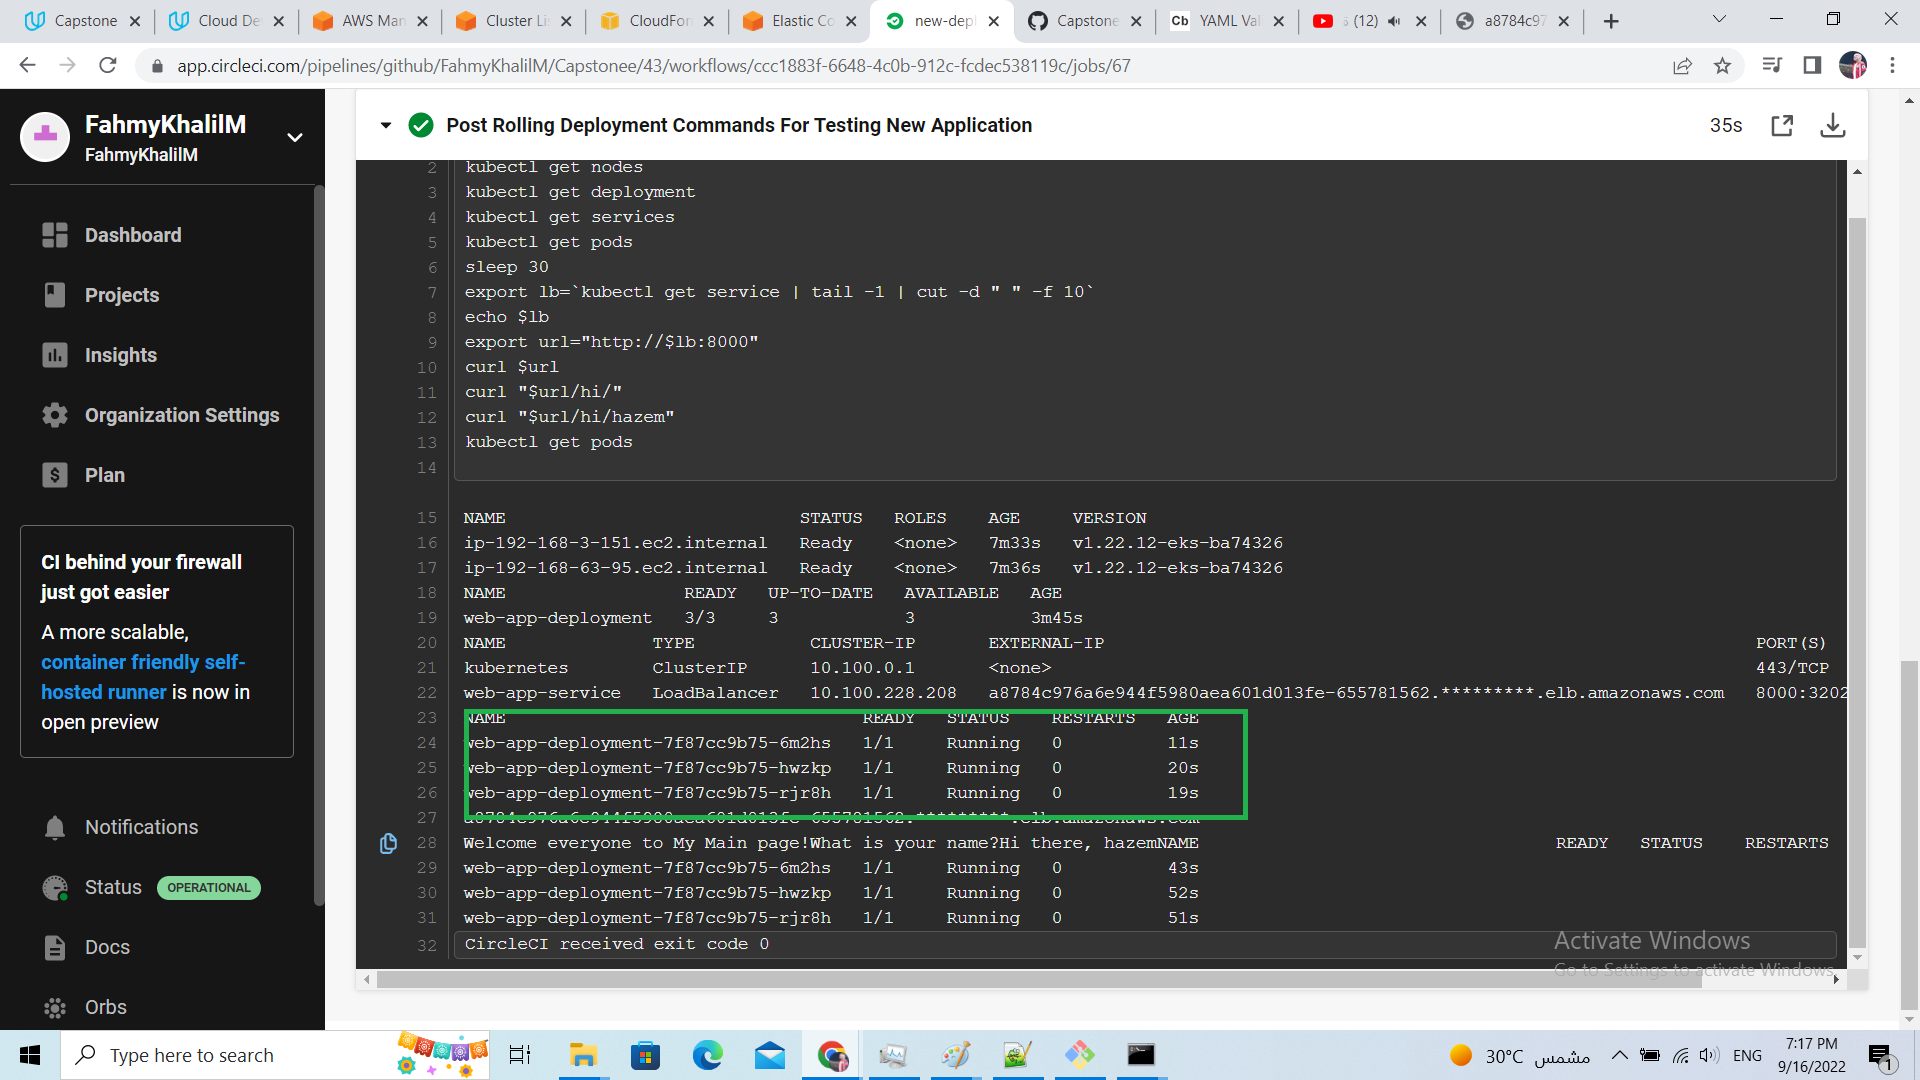 Capstone
Cloud De
AWS Man
Cluster Li
CloudFor
Elastic Co
new-depl
Capstone
Cb YAML Val
(12)
a8784c97
app.circleci.com/pipelines/github/FahmyKhalilM/Capstonee/43/workflows/ccc1883f-6648-4c0b-912c-fcdec538119c/jobs/67
FahmyKhalilM
FahmyKhalilM
Dashboard
Projects
Insights
Organization Settings
Plan
CI behind your firewall
just got easier
A more scalable,
container friendly self-
hosted runner is now in
open preview
Notifications
Status OPERATIONAL
Docs
Orbs
Post Rolling Deployment Commands For Testing New Application 35s
2 kubectl get nodes
3 kubectl get deployment
4 kubectl get services
5 kubectl get pods
6 sleep 30
7 export lb=`kubectl get service | tail -1 | cut -d " " -f 10`
8 echo $lb
9 export url="http://$lb:8000"
10 curl $url
11 curl "$url/hi/"
12 curl "$url/hi/hazem"
13 kubectl get pods
14
15 NAME STATUS ROLES AGE VERSION
16 ip-192-168-3-151.ec2.internal Ready <none> 7m33s v1.22.12-eks-ba74326
17 ip-192-168-63-95.ec2.internal Ready <none> 7m36s v1.22.12-eks-ba74326
18 NAME READY UP-TO-DATE AVAILABLE AGE
19 web-app-deployment 3/3 3 3 3m45s
20 NAME TYPE CLUSTER-IP EXTERNAL-IP PORT(S)
21 kubernetes ClusterIP 10.100.0.1 <none> 443/TCP
22 web-app-service LoadBalancer 10.100.228.208 a8784c976a6e944f5980aea601d013fe-655781562.*********.elb.amazonaws.com 8000:3202
23 NAME READY STATUS RESTARTS AGE
24 web-app-deployment-7f87cc9b75-6m2hs 1/1 Running 0 11s
25 web-app-deployment-7f87cc9b75-hwzkp 1/1 Running 0 20s
26 web-app-deployment-7f87cc9b75-rjr8h 1/1 Running 0 19s
27 a8784c976a6e944f5980aea601d013fe-655781562.*********.elb.amazonaws.com
28 Welcome everyone to My Main page!What is your name?Hi there, hazemNAME READY STATUS RESTARTS
29 web-app-deployment-7f87cc9b75-6m2hs 1/1 Running 0 43s
30 web-app-deployment-7f87cc9b75-hwzkp 1/1 Running 0 52s
31 web-app-deployment-7f87cc9b75-rjr8h 1/1 Running 0 51s
32 CircleCI received exit code 0
Activate Windows
Go to Settings to activate Windows.
Type here to search
30°C مشمس
ENG
7:17 PM
9/16/2022
1